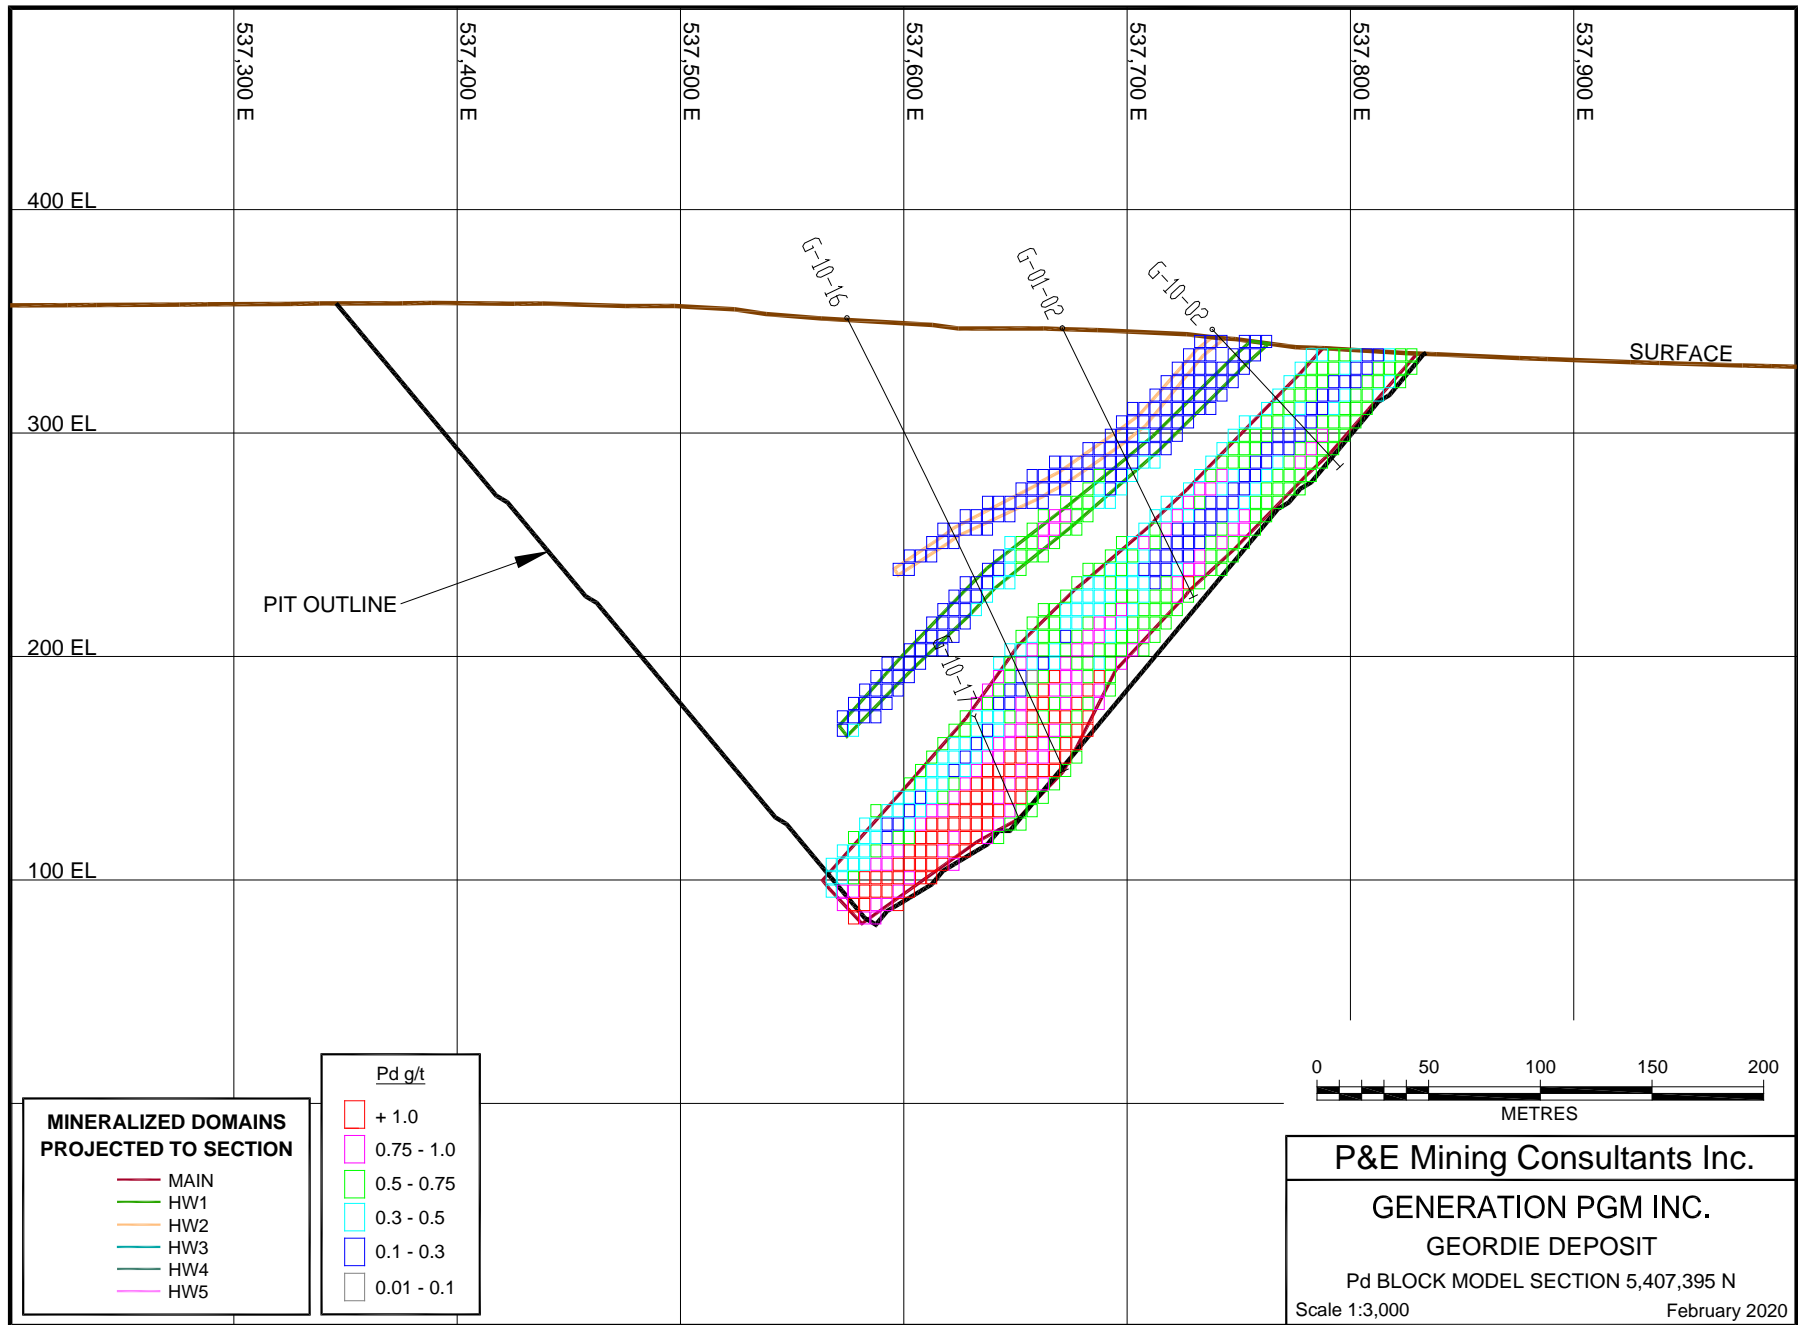 537,300 E
537,400 E
537,500 E
537,600 E
537,700 E
537,800 E
537,900 E
400 EL
300 EL
200 EL
100 EL
G-10-16
G-01-02
G-10-02
G-10-17
SURFACE
PIT OUTLINE
MINERALIZED DOMAINS
PROJECTED TO SECTION
MAIN
HW1
HW2
HW3
HW4
HW5
Pd g/t
+ 1.0
0.75 - 1.0
0.5 - 0.75
0.3 - 0.5
0.1 - 0.3
0.01 - 0.1
0 50 100 150 200
METRES
P&E Mining Consultants Inc.
GENERATION PGM INC.
GEORDIE DEPOSIT
Pd BLOCK MODEL SECTION 5,407,395 N
Scale 1:3,000 February 2020